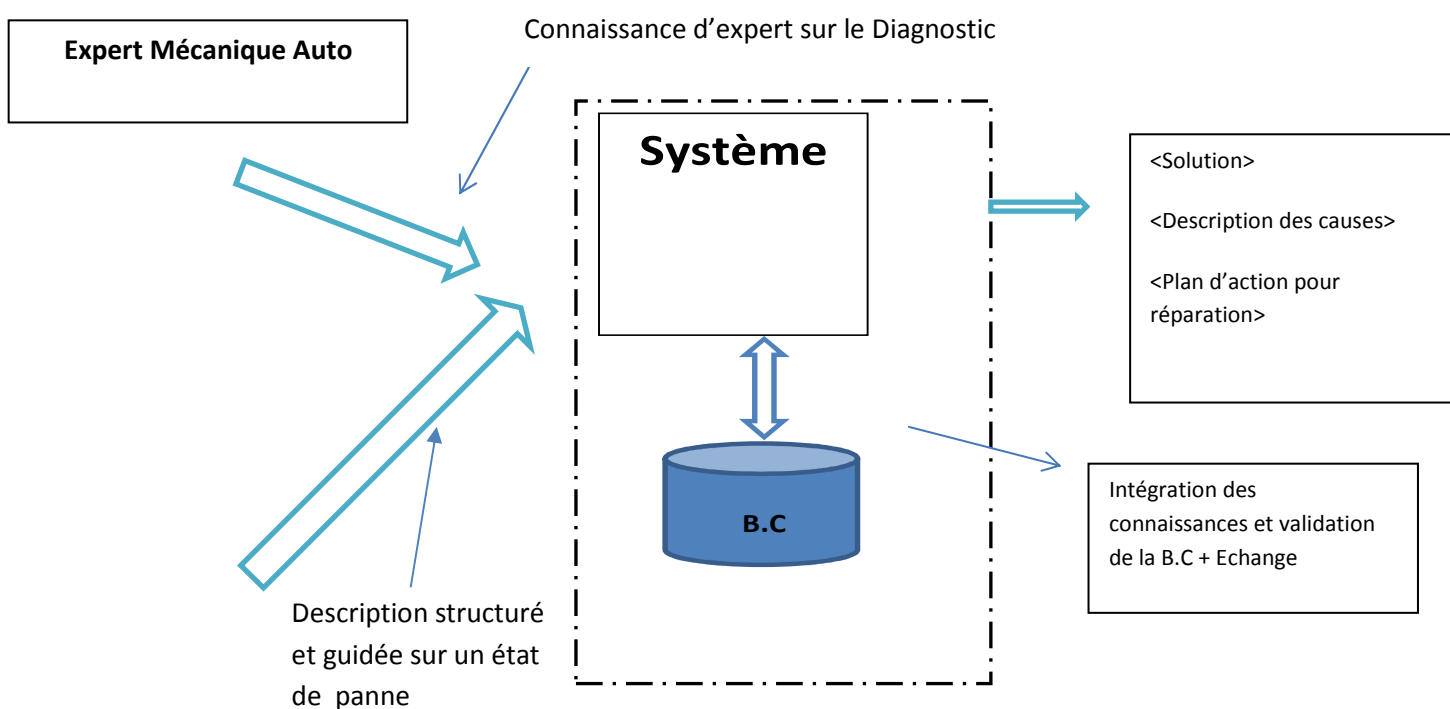 Connaissance d'expert sur le Diagnostic
Expert Mécanique Auto
Système
<Solution>
<Description des causes>
<Plan d'action pour
réparation>
B.C
Intégration des
connaissances et validation
de la B.C + Echange
Description structuré
et guidée sur un état
de panne